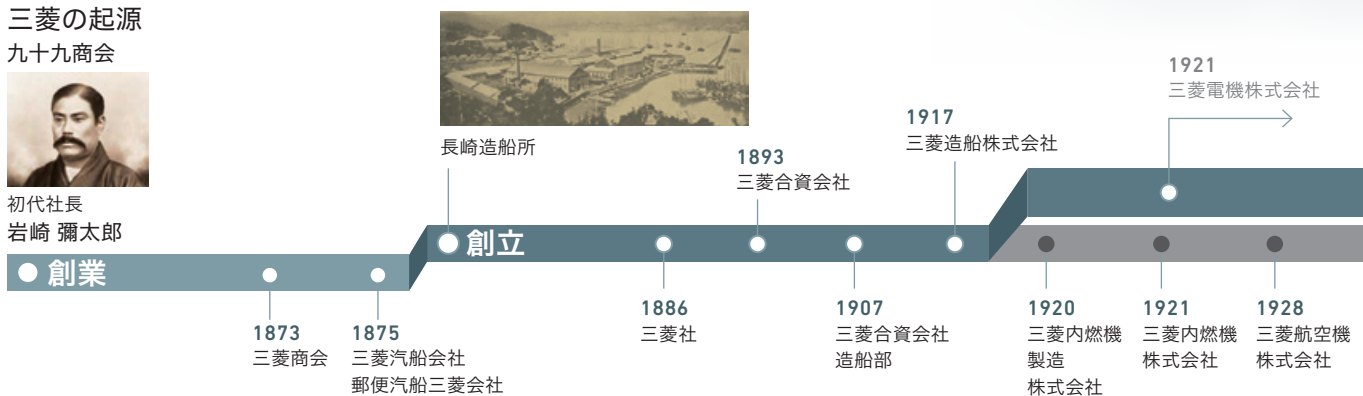 三菱の起源
九十九商会
初代社長
岩崎 彌太郎
創業
1873
三菱商会
1875
三菱汽船会社
郵便汽船三菱会社
長崎造船所
創立
1886
三菱社
1893
三菱合資会社
1907
三菱合資会社
造船部
1917
三菱造船株式会社
1920
三菱内燃機
製造
株式会社
1921
三菱電機株式会社
1921
三菱内燃機
株式会社
1928
三菱航空機
株式会社